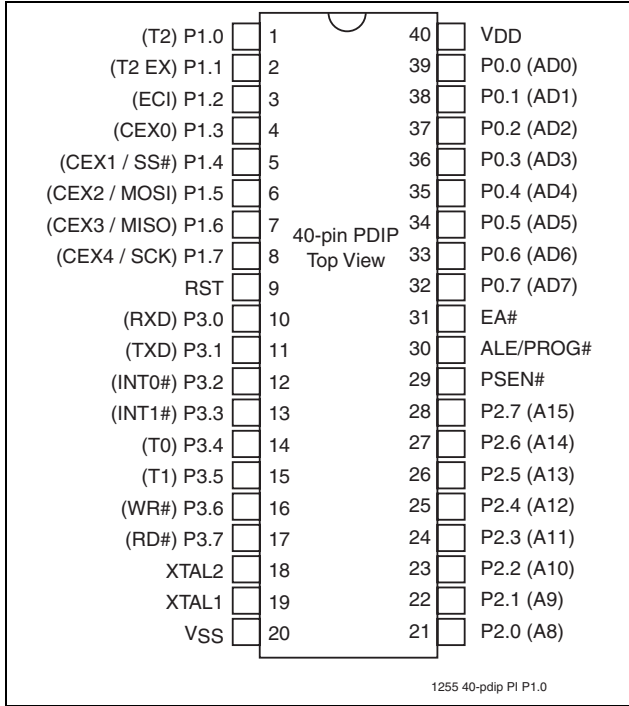 (T2) P1.0 1 40 VDD
(T2 EX) P1.1 2 39 P0.0 (AD0)
(ECI) P1.2 3 38 P0.1 (AD1)
(CEX0) P1.3 4 37 P0.2 (AD2)
(CEX1 / SS#) P1.4 5 36 P0.3 (AD3)
(CEX2 / MOSI) P1.5 6 35 P0.4 (AD4)
(CEX3 / MISO) P1.6 7 34 P0.5 (AD5)
40-pin PDIP
(CEX4 / SCK) P1.7 8 33 P0.6 (AD6)
Top View
RST 9 32 P0.7 (AD7)
(RXD) P3.0 10 31 EA#
(TXD) P3.1 11 30 ALE/PROG#
(INT0#) P3.2 12 29 PSEN#
(INT1#) P3.3 13 28 P2.7 (A15)
(T0) P3.4 14 27 P2.6 (A14)
(T1) P3.5 15 26 P2.5 (A13)
(WR#) P3.6 16 25 P2.4 (A12)
(RD#) P3.7 17 24 P2.3 (A11)
XTAL2 18 23 P2.2 (A10)
XTAL1 19 22 P2.1 (A9)
VSS 20 21 P2.0 (A8)
1255 40-pdip PI P1.0